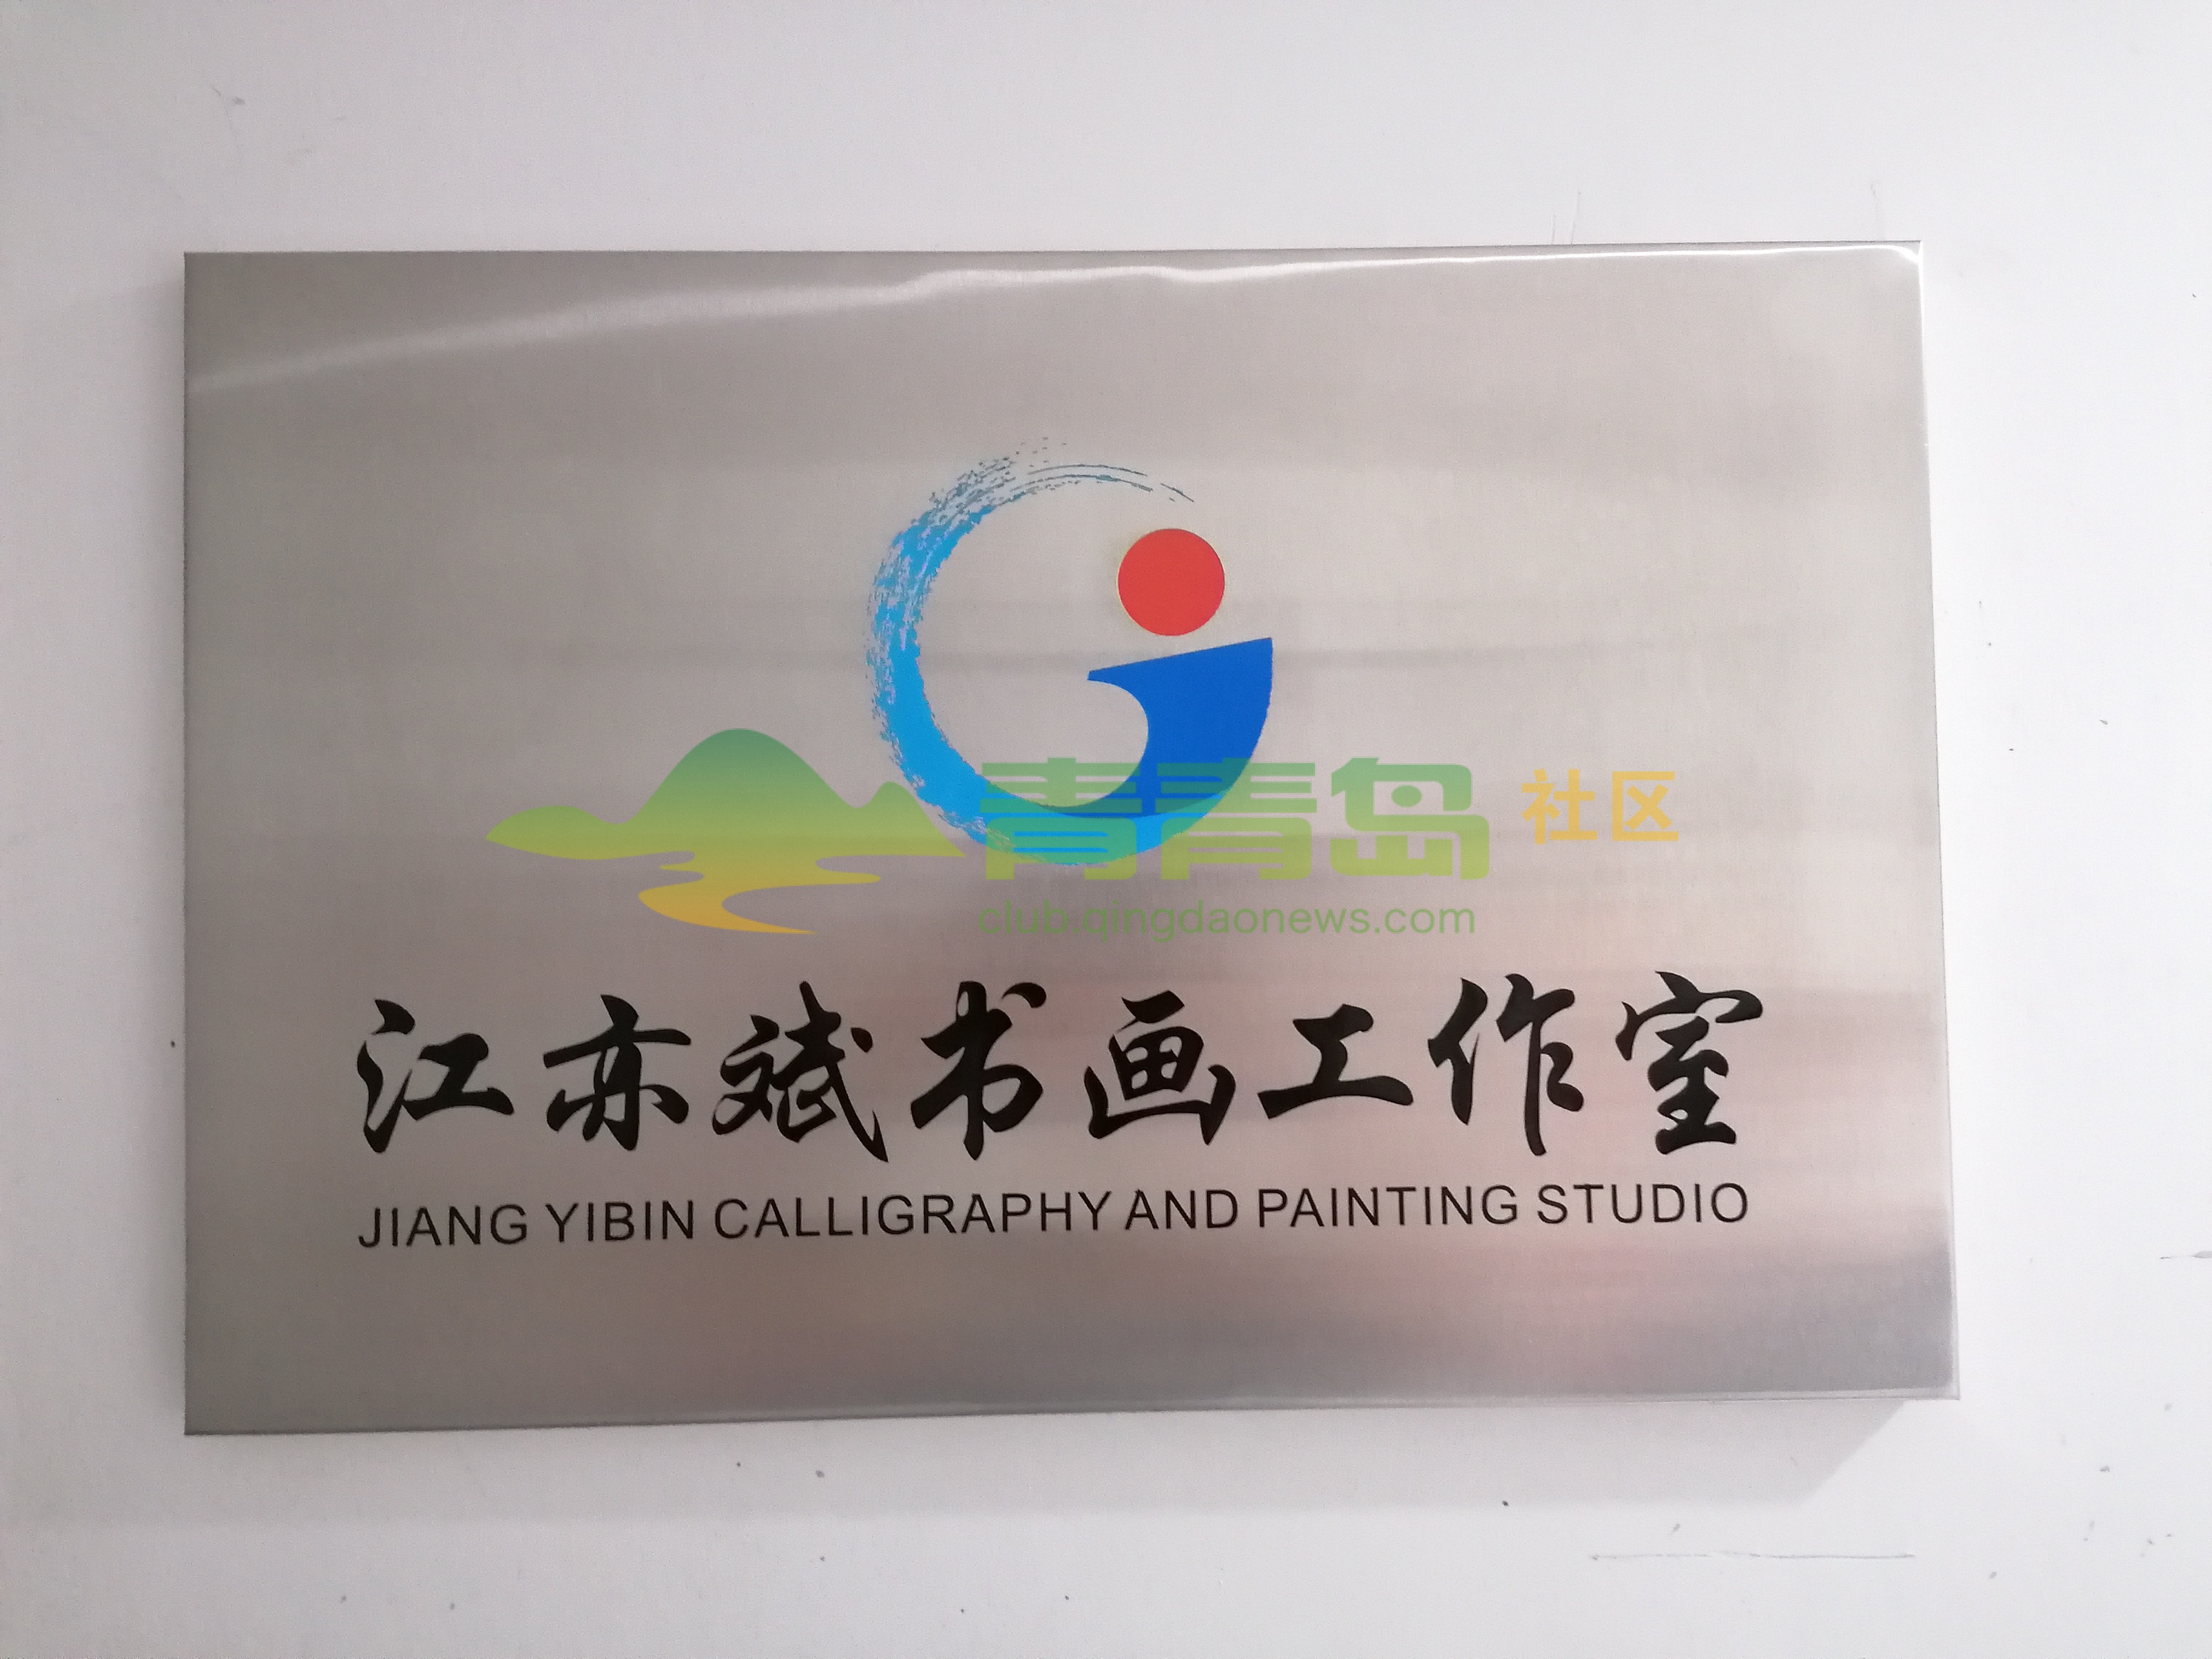 青青岛 社区
club.qingdaonews.com
江亦斌书画工作室
JIANG YIBIN CALLIGRAPHY AND PAINTING STUDIO